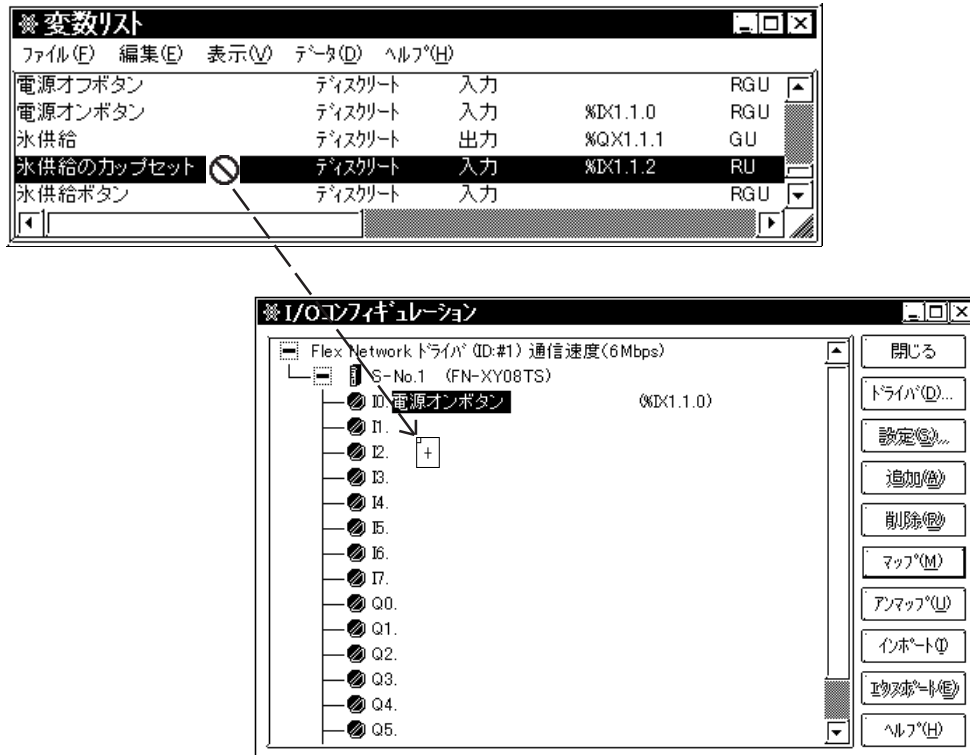 変数リスト
ファイル(F) 編集(E) 表示(V) データ(D) ヘルプ(H)
電源オフボタン ディスクリート 入力 RGU
電源オンボタン ディスクリート 入力 %IX1.1.0 RGU
氷供給 ディスクリート 出力 %QX1.1.1 GU
氷供給のカップセット ディスクリート 入力 %IX1.1.2 RU
氷供給ボタン ディスクリート 入力 RGU
I/Oコンフィギュレーション
Flex Network ドライバ (ID:#1) 通信速度(6Mbps)
S-No.1 (FN-XY08TS)
I0.電源オンボタン (%IX1.1.0)
I1.
I2.
I3.
I4.
I5.
I6.
I7.
Q0.
Q1.
Q2.
Q3.
Q4.
Q5.
閉じる
ドライバ(D)...
設定(S)...
追加(A)
削除(R)
マップ(M)
アンマップ(U)
インポート(I)
エクスポート(E)
ヘルプ(H)